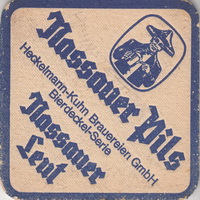 Nassauer Pils
Heckelmann-Kuhn Brauereien GmbH
Bierdeckel-Serie
Nassauer
Leut